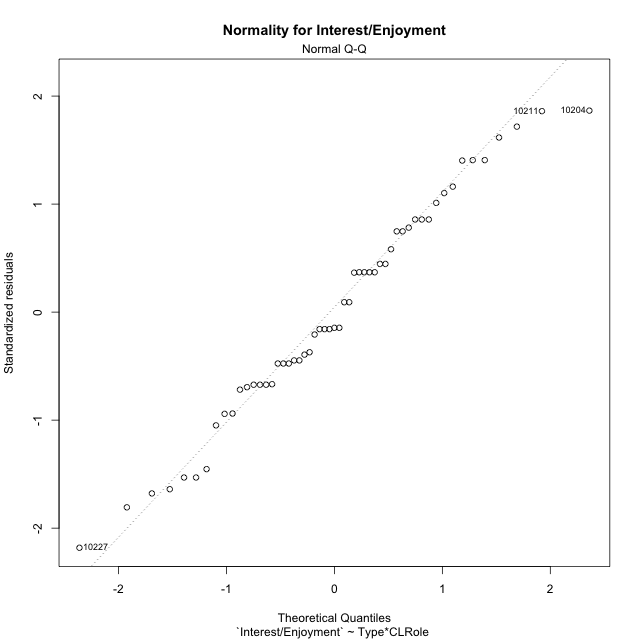 Normality for Interest/Enjoyment
Normal Q-Q
2
1
0
-1
-2
Standardized residuals
10211
10204
10227
-2 -1 0 1 2
Theoretical Quantiles
`Interest/Enjoyment` ~ Type*CLRole